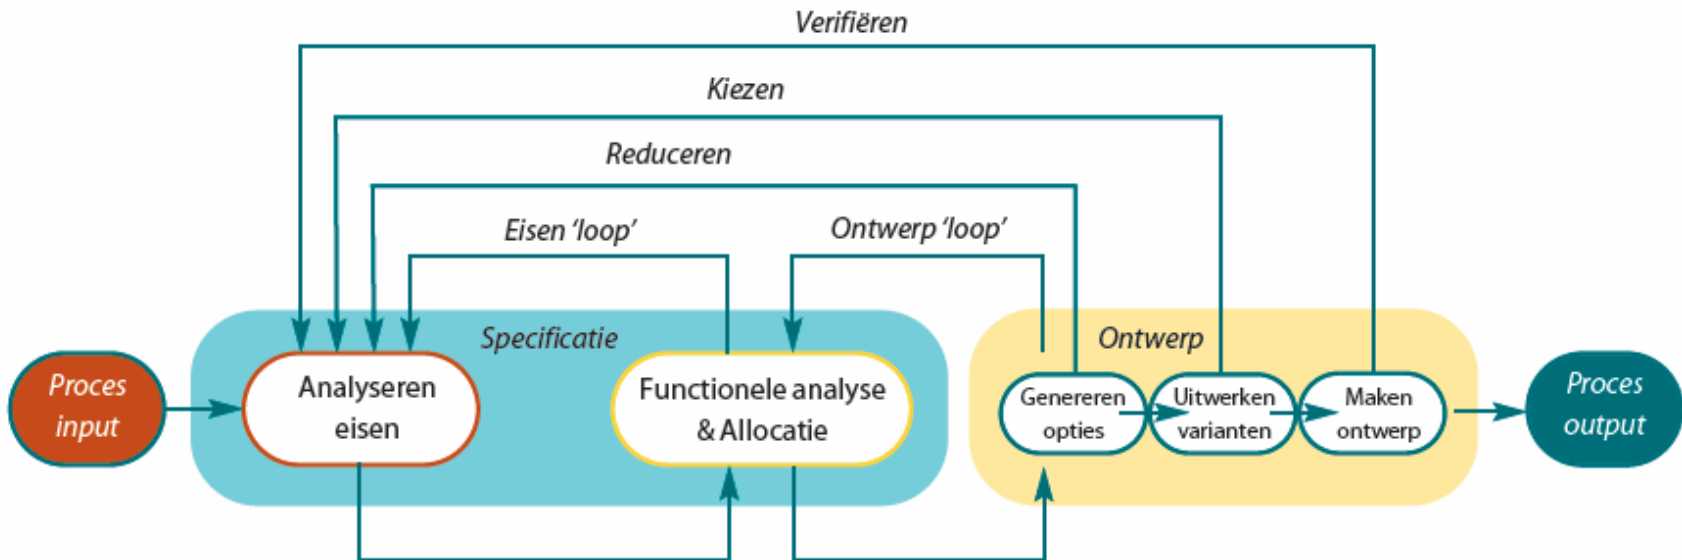 Verifiëren
Kiezen
Reduceren
Eisen ‘loop’
Ontwerp ‘loop’
Specificatie
Ontwerp
Proces
input
Analyseren
eisen
Functionele analyse
& Allocatie
Genereren
opties
Uitwerken
varianten
Maken
ontwerp
Proces
output